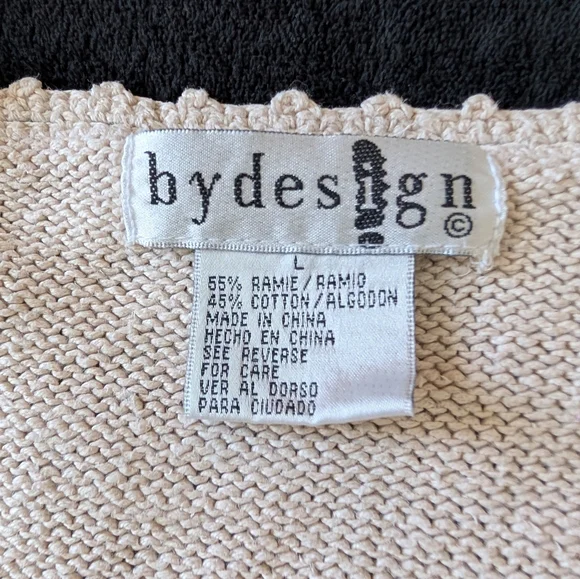 bydesign ©
L
55% RAMIE/RAMIO
45% COTTON/ALGODON
MADE IN CHINA
HECHO EN CHINA
SEE REVERSE
FOR CARE
VER AL DORSO
PARA CIUDADO